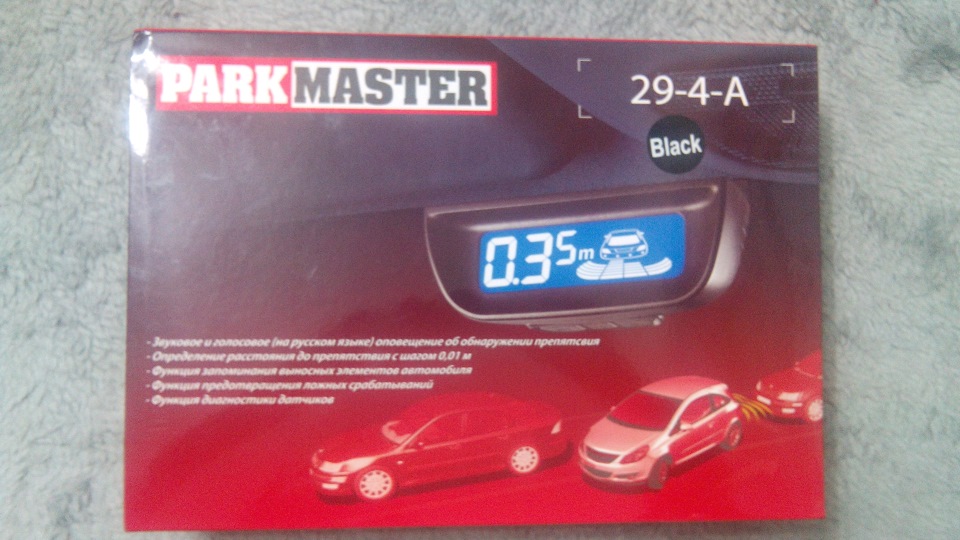 PARKMASTER
29-4-A
Black
0.35m
- Звуковое и голосовое (на русском языке) оповещение об обнаружении препятсвия
- Определение расстояния до препятствия с шагом 0,01 м
- Функция запоминания выносных элементов автомобиля
- Функция предотвращения ложных срабатываний
- Функция диагностики датчиков